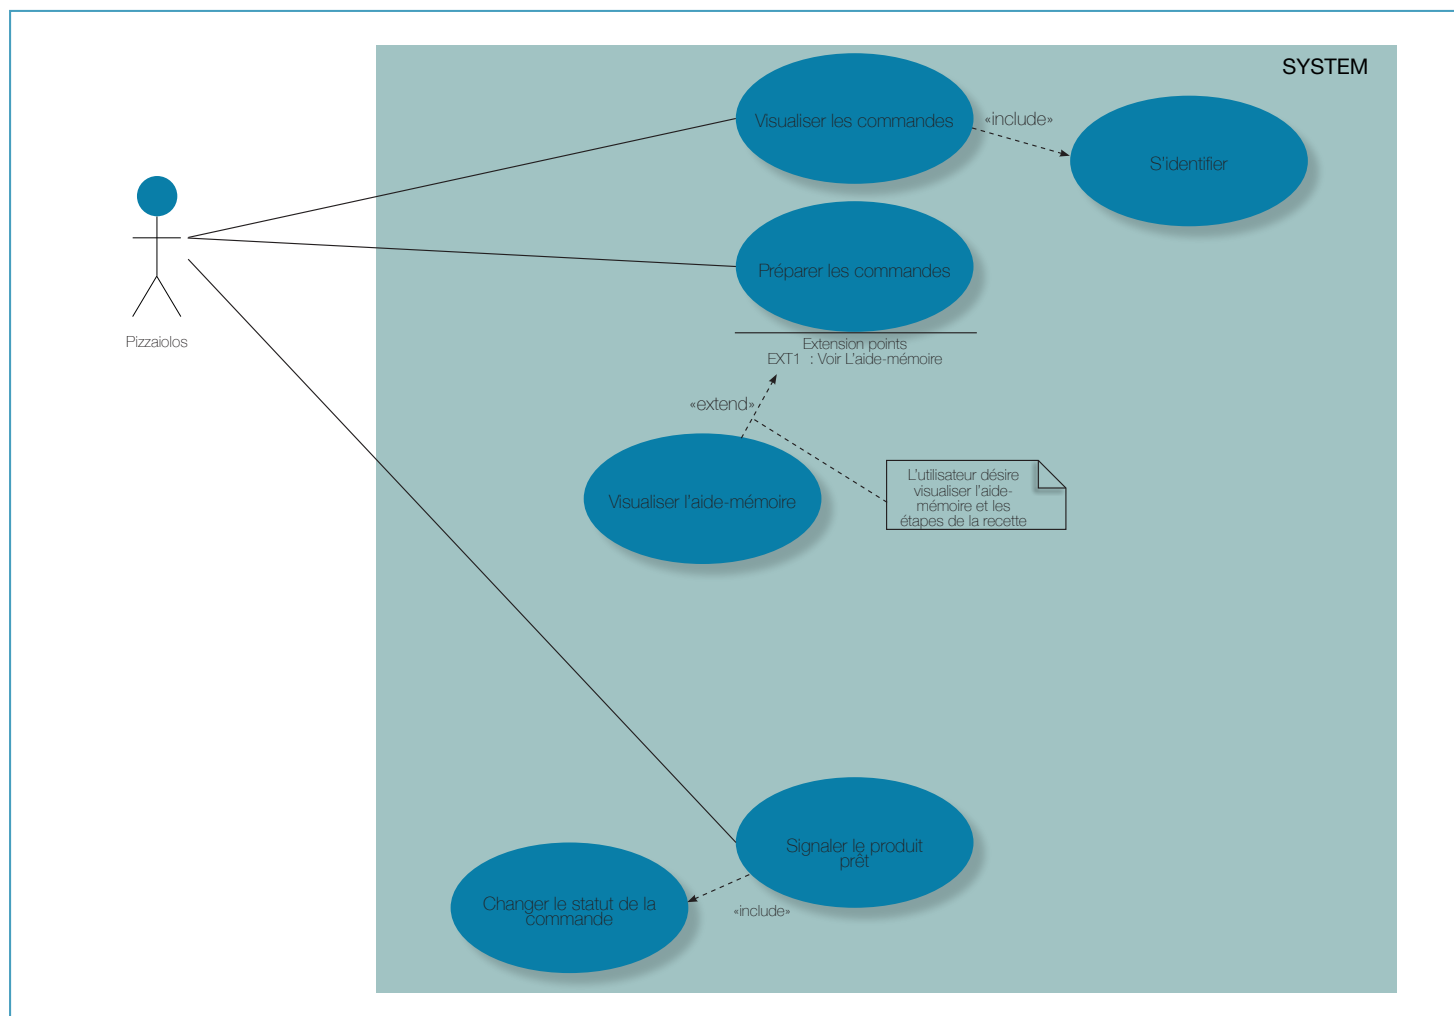 SYSTEM
Visualiser les commandes
«include»
S'identifier
Préparer les commandes
Pizzaiolos
Extension points
EXT1 : Voir L'aide-mémoire
«extend»
Visualiser l'aide-mémoire
L'utilisateur désire
visualiser l'aide-
mémoire et les
étapes de la recette
Signaler le produit
prêt
Changer le statut de la
commande
«include»